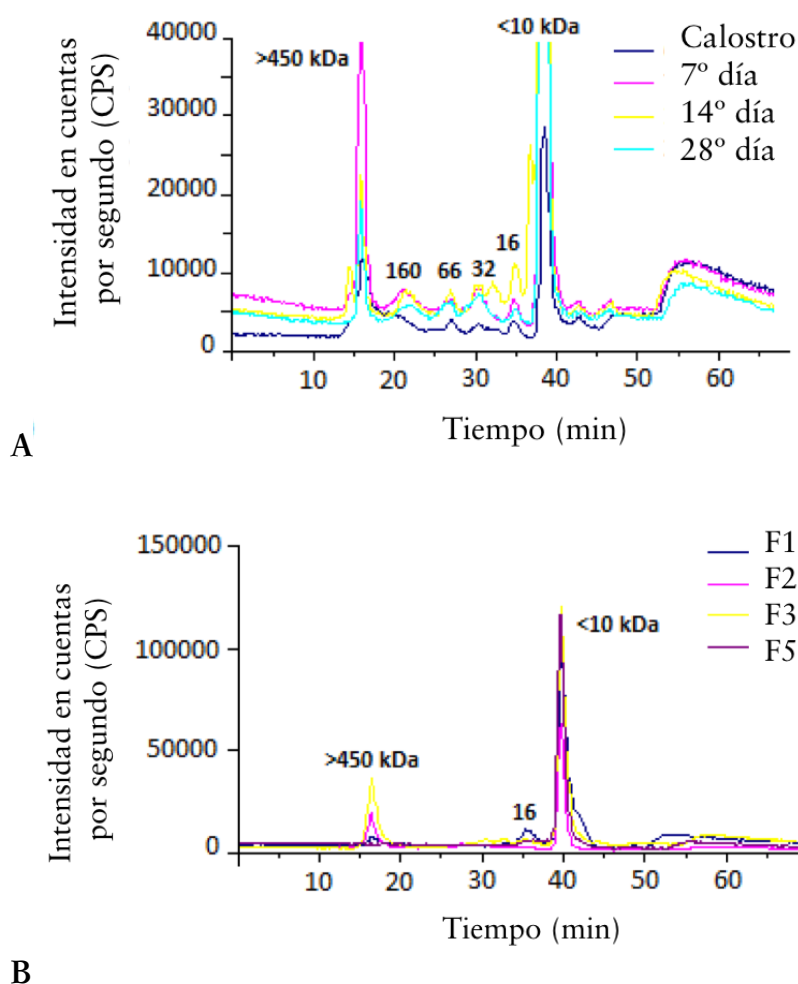 Intensidad en cuentas
por segundo (CPS)
40000
30000
20000
10000
0
>450 kDa
160
66
32
16
<10 kDa
Calostro
7º día
14º día
28º día
10 20 30 40 50 60
Tiempo (min)
A
Intensidad en cuentas
por segundo (CPS)
150000
100000
50000
0
>450 kDa
16
<10 kDa
F1
F2
F3
F5
10 20 30 40 50 60
Tiempo (min)
B